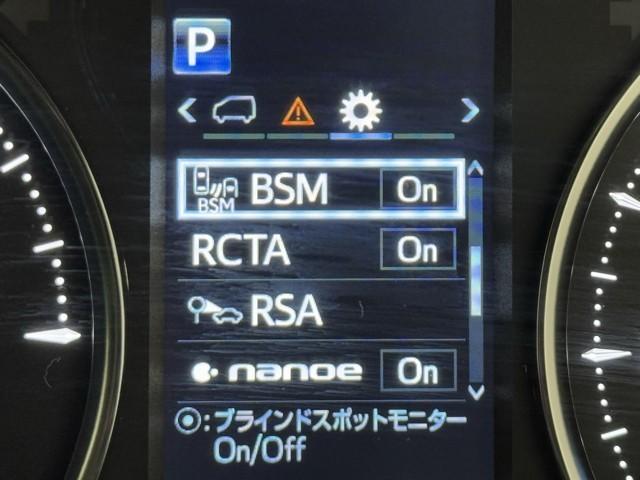 P
BSM BSM On
RCTA On
RSA
nanoe On
◎:ブラインドスポットモニター
On/Off